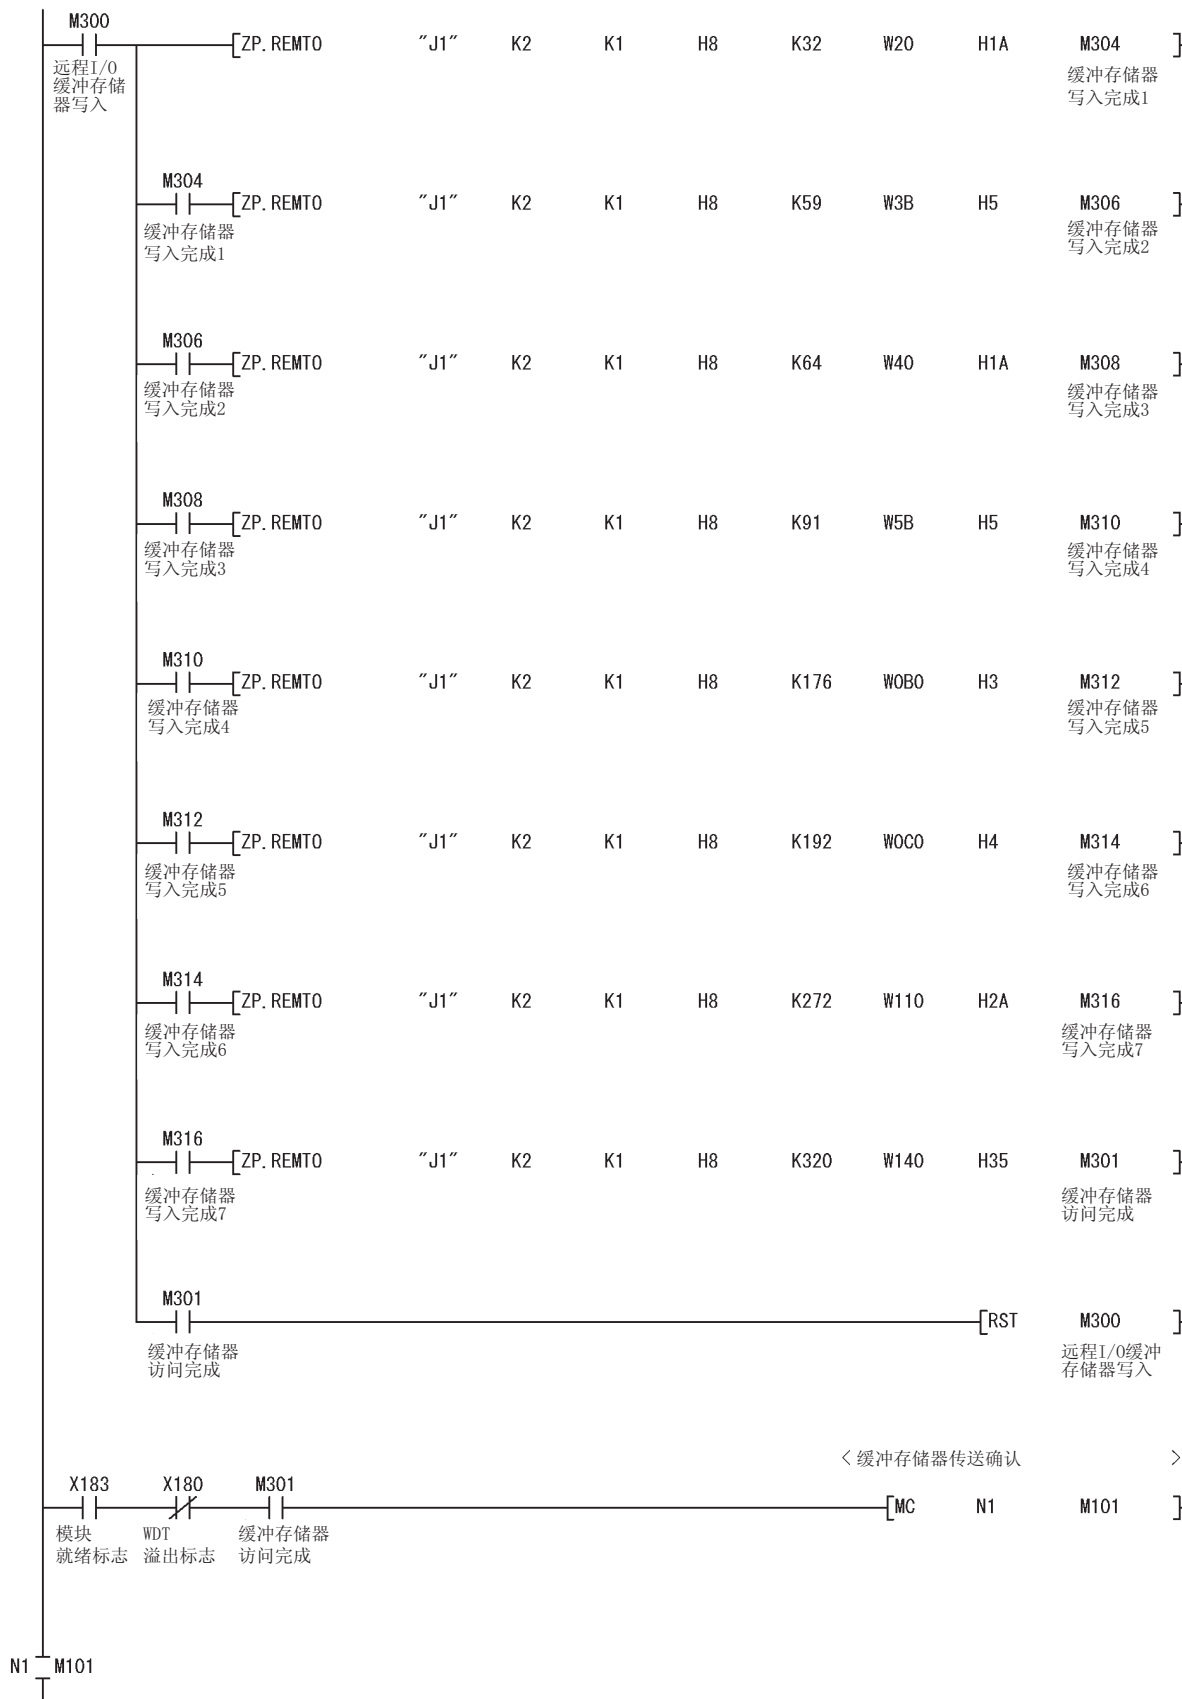 M300
[ZP.REMTO "J1" K2 K1 H8 K32 W20 H1A M304 ]
远程I/O
缓冲存储
器写入
缓冲存储器
写入完成1
M304
[ZP.REMTO "J1" K2 K1 H8 K59 W3B H5 M306 ]
缓冲存储器
写入完成1
缓冲存储器
写入完成2
M306
[ZP.REMTO "J1" K2 K1 H8 K64 W40 H1A M308 ]
缓冲存储器
写入完成2
缓冲存储器
写入完成3
M308
[ZP.REMTO "J1" K2 K1 H8 K91 W5B H5 M310 ]
缓冲存储器
写入完成3
缓冲存储器
写入完成4
M310
[ZP.REMTO "J1" K2 K1 H8 K176 W0B0 H3 M312 ]
缓冲存储器
写入完成4
缓冲存储器
写入完成5
M312
[ZP.REMTO "J1" K2 K1 H8 K192 W0C0 H4 M314 ]
缓冲存储器
写入完成5
缓冲存储器
写入完成6
M314
[ZP.REMTO "J1" K2 K1 H8 K272 W110 H2A M316 ]
缓冲存储器
写入完成6
缓冲存储器
写入完成7
M316
[ZP.REMTO "J1" K2 K1 H8 K320 W140 H35 M301 ]
缓冲存储器
写入完成7
缓冲存储器
访问完成
M301
[RST M300 ]
缓冲存储器
访问完成
远程I/O缓冲
存储器写入
<缓冲存储器传送确认 >
X183 X180 M301
[MC N1 M101 ]
模块
就绪标志
WDT
溢出标志
缓冲存储器
访问完成
N1 M101